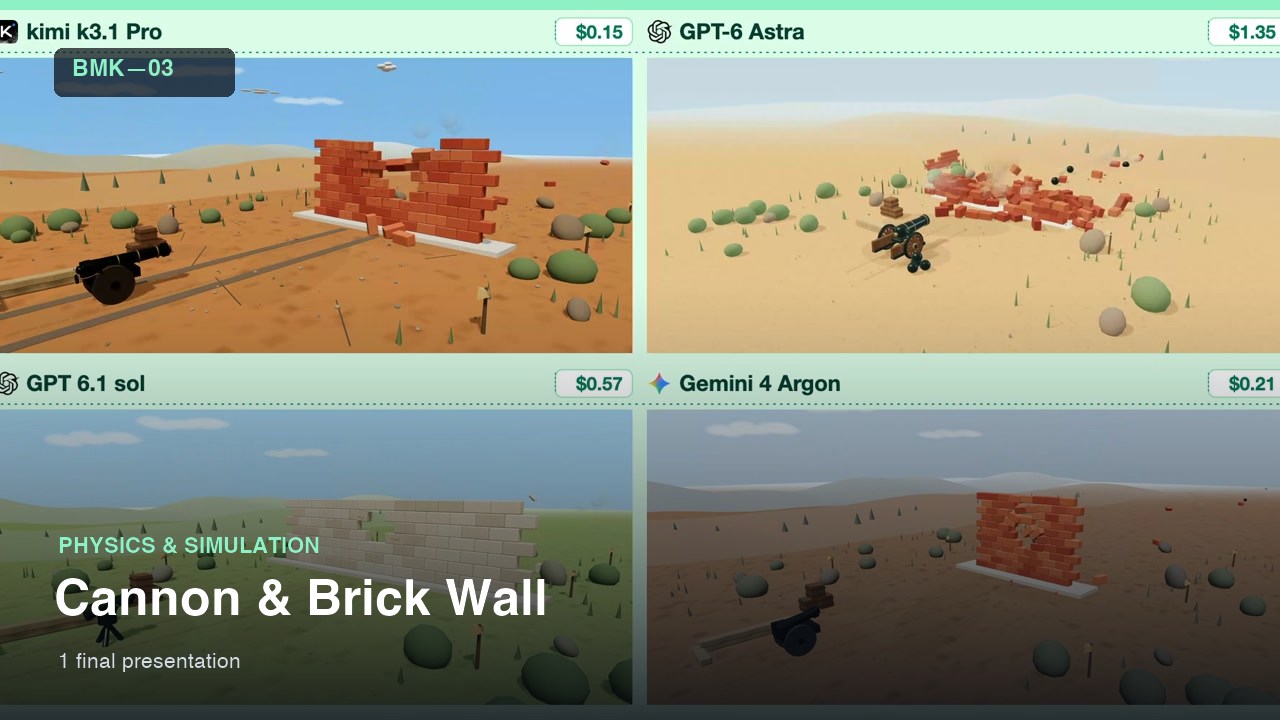 kimi k3.1 Pro
$0.15
GPT-6 Astra
$1.35
BMK—03
GPT 6.1 sol
$0.57
Gemini 4 Argon
$0.21
PHYSICS & SIMULATION
Cannon & Brick Wall
1 final presentation